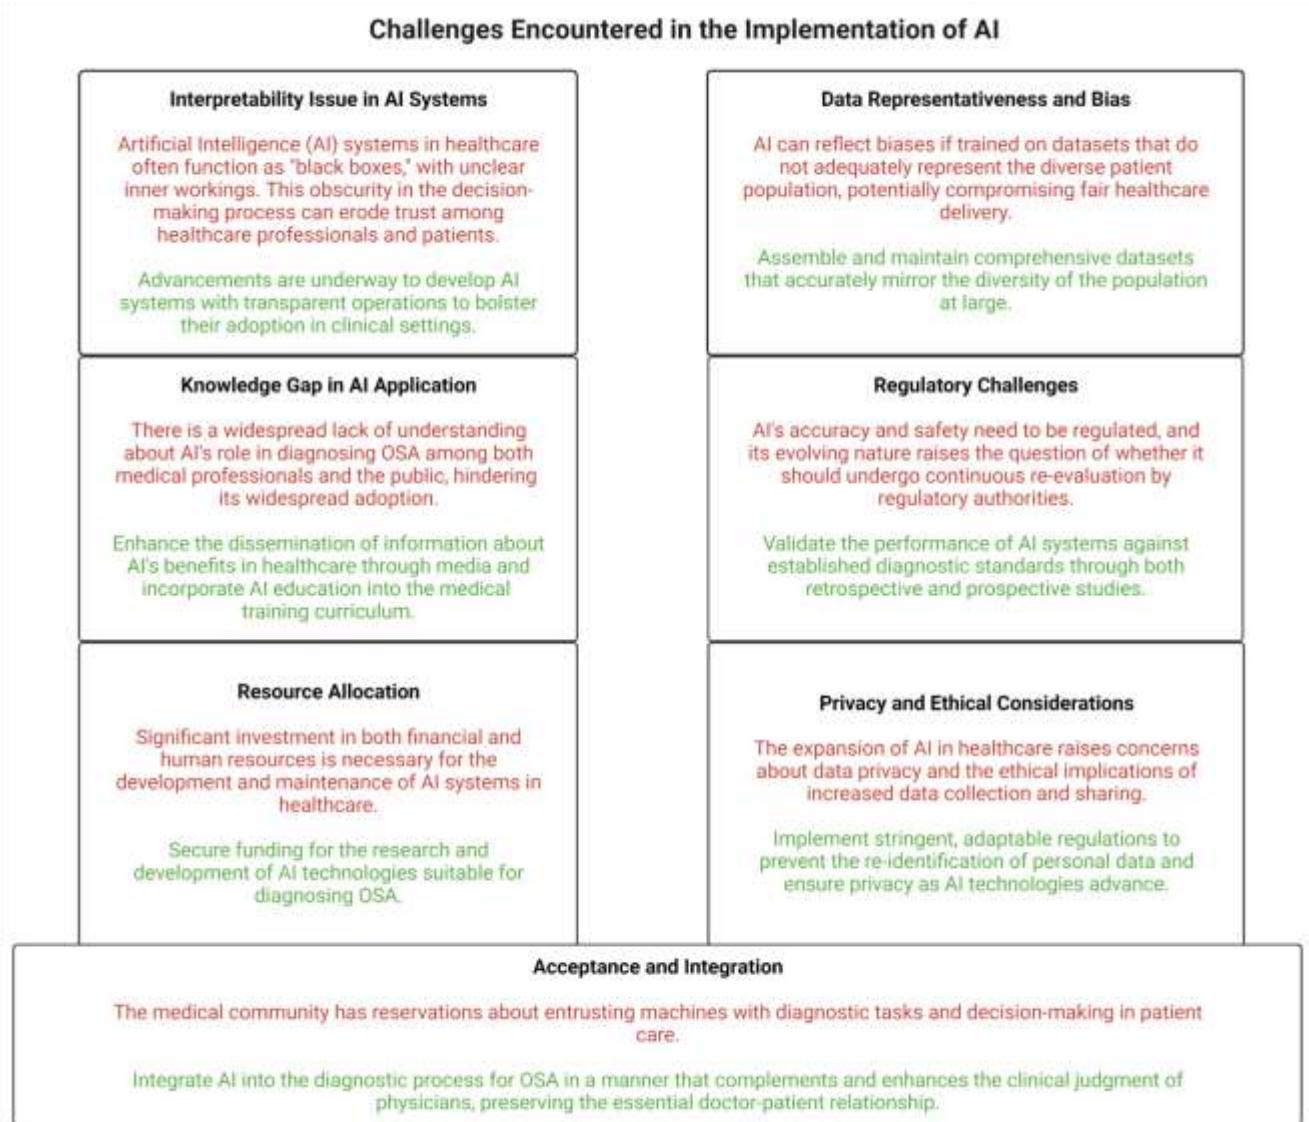 Challenges Encountered in the Implementation of AI
Interpretability Issue in AI Systems
Artificial Intelligence (AI) systems in healthcare
often function as "black boxes," with unclear
inner workings. This obscurity in the decision-
making process can erode trust among
healthcare professionals and patients.
Advancements are underway to develop AI
systems with transparent operations to bolster
their adoption in clinical settings.
Data Representativeness and Bias
AI can reflect biases if trained on datasets that do
not adequately represent the diverse patient
population, potentially compromising fair healthcare
delivery.
Assemble and maintain comprehensive datasets
that accurately mirror the diversity of the population
at large.
Knowledge Gap in AI Application
There is a widespread lack of understanding
about AI's role in diagnosing OSA among both
medical professionals and the public, hindering
its widespread adoption.
Enhance the dissemination of information about
AI's benefits in healthcare through media and
incorporate AI education into the medical
training curriculum.
Regulatory Challenges
AI's accuracy and safety need to be regulated, and
its evolving nature raises the question of whether it
should undergo continuous re-evaluation by
regulatory authorities.
Validate the performance of AI systems against
established diagnostic standards through both
retrospective and prospective studies.
Resource Allocation
Significant investment in both financial and
human resources is necessary for the
development and maintenance of AI systems in
healthcare.
Secure funding for the research and
development of AI technologies suitable for
diagnosing OSA.
Privacy and Ethical Considerations
The expansion of AI in healthcare raises concerns
about data privacy and the ethical implications of
increased data collection and sharing.
Implement stringent, adaptable regulations to
prevent the re-identification of personal data and
ensure privacy as AI technologies advance.
Acceptance and Integration
The medical community has reservations about entrusting machines with diagnostic tasks and decision-making in patient
care.
Integrate AI into the diagnostic process for OSA in a manner that complements and enhances the clinical judgment of
physicians, preserving the essential doctor-patient relationship.